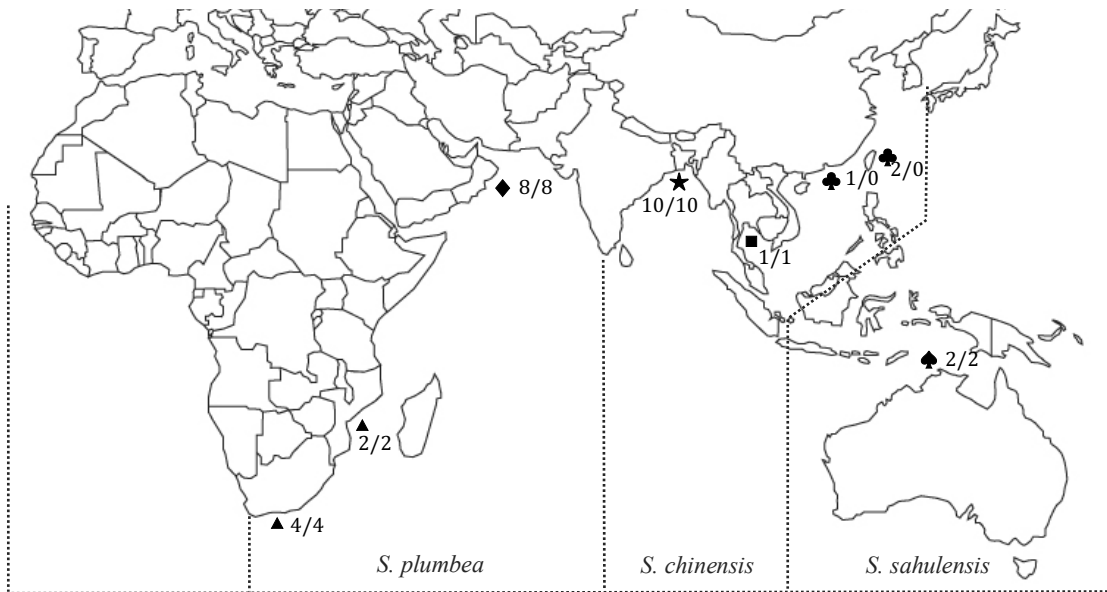 2/0
1/0
8/8
10/10
1/1
2/2
2/2
4/4
S. plumbea
S. chinensis
S. sahulensis